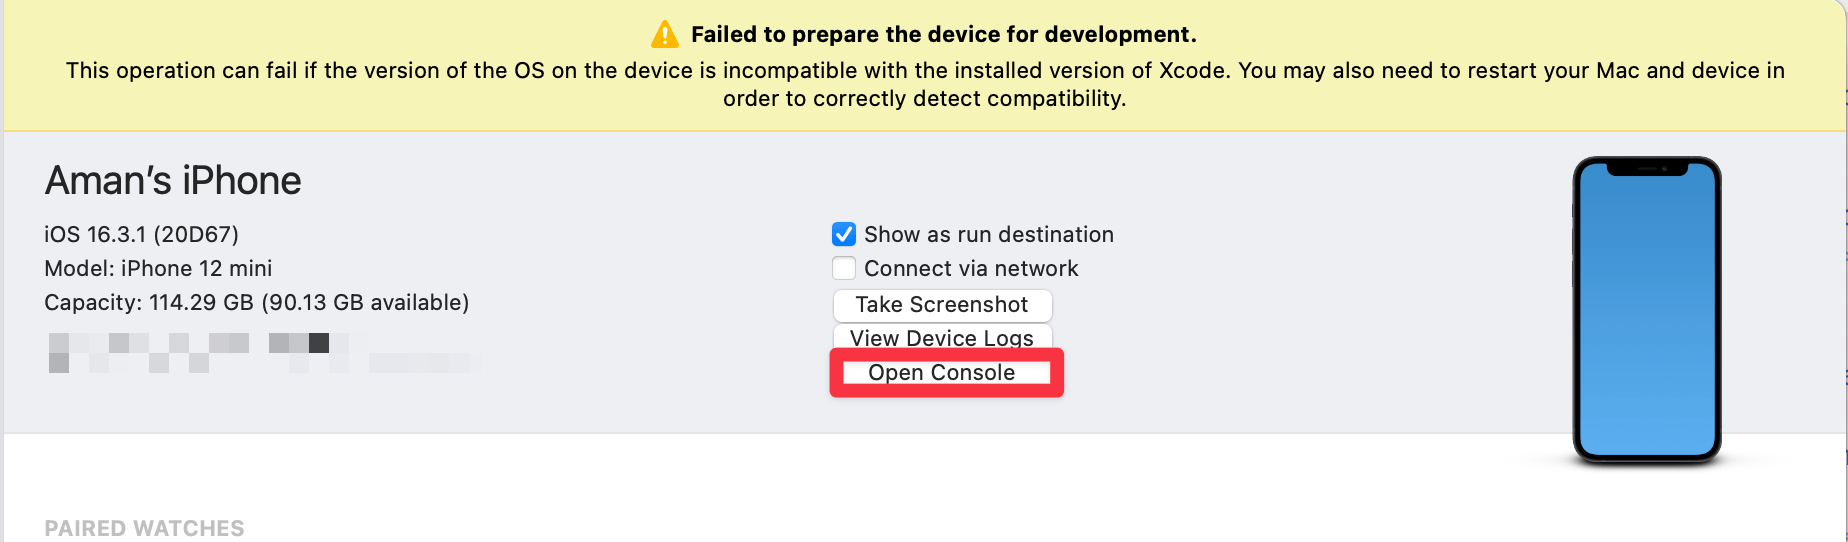 Failed to prepare the device for development.
This operation can fail if the version of the OS on the device is incompatible with the installed version of Xcode. You may also need to restart your Mac and device in
order to correctly detect compatibility.
Aman’s iPhone
iOS 16.3.1 (20D67)
Model: iPhone 12 mini
Capacity: 114.29 GB (90.13 GB available)
Show as run destination
Connect via network
Take Screenshot
View Device Logs
Open Console
PAIRED WATCHES